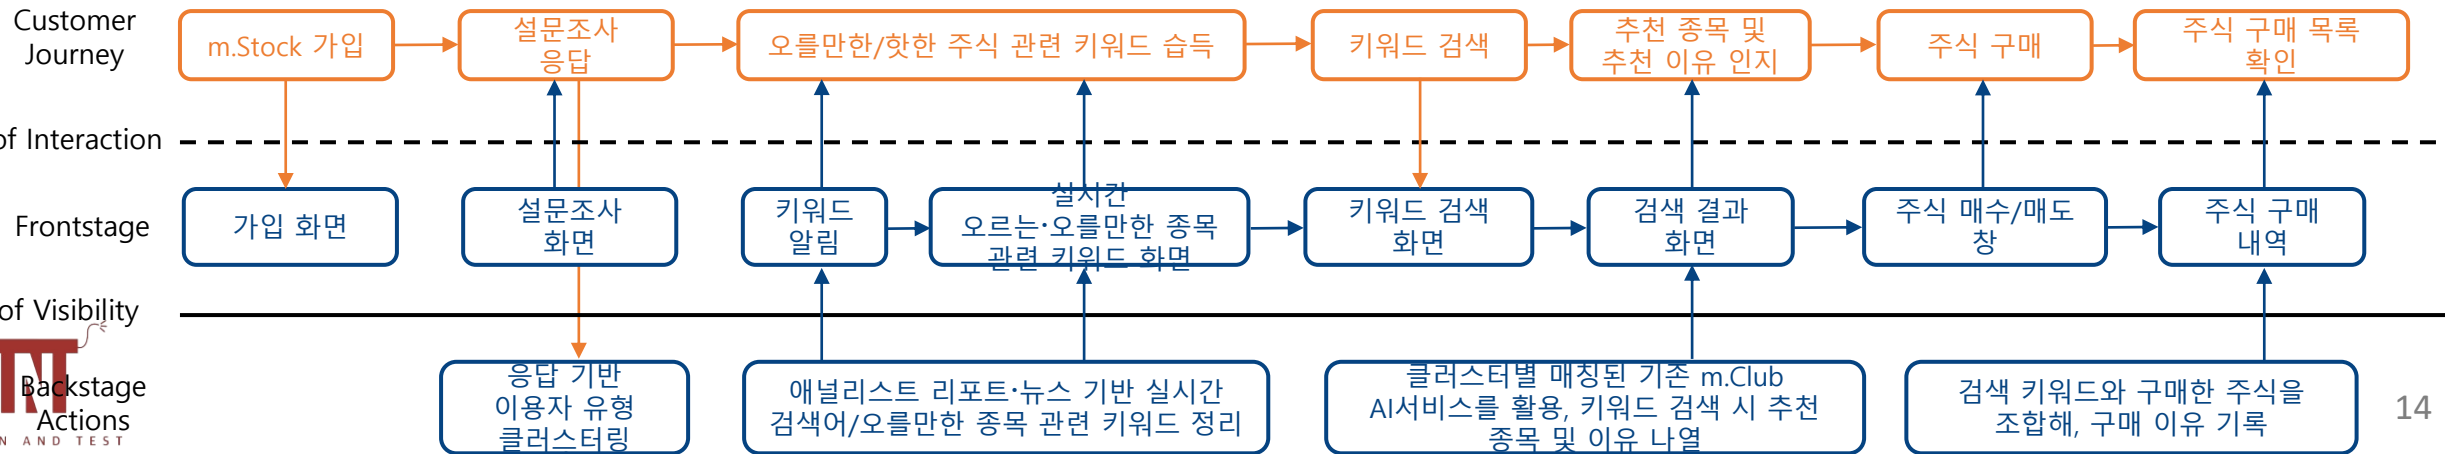 Customer
Journey
m.Stock 가입
설문조사
응답
오를만한/핫한 주식 관련 키워드 습득
키워드 검색
추천 종목 및
추천 이유 인지
주식 구매
주식 구매 목록
확인
of Interaction
Frontstage
가입 화면
설문조사
화면
키워드
알림
실시간
오르는·오를만한 종목
관련 키워드 화면
키워드 검색
화면
검색 결과
화면
주식 매수/매도
창
주식 구매
내역
of Visibility
TNT
Backstage
Actions
N AND TEST
응답 기반
이용자 유형
클러스터링
애널리스트 리포트·뉴스 기반 실시간
검색어/오를만한 종목 관련 키워드 정리
클러스터별 매칭된 기존 m.Club
AI서비스를 활용, 키워드 검색 시 추천
종목 및 이유 나열
검색 키워드와 구매한 주식을
조합해, 구매 이유 기록
14